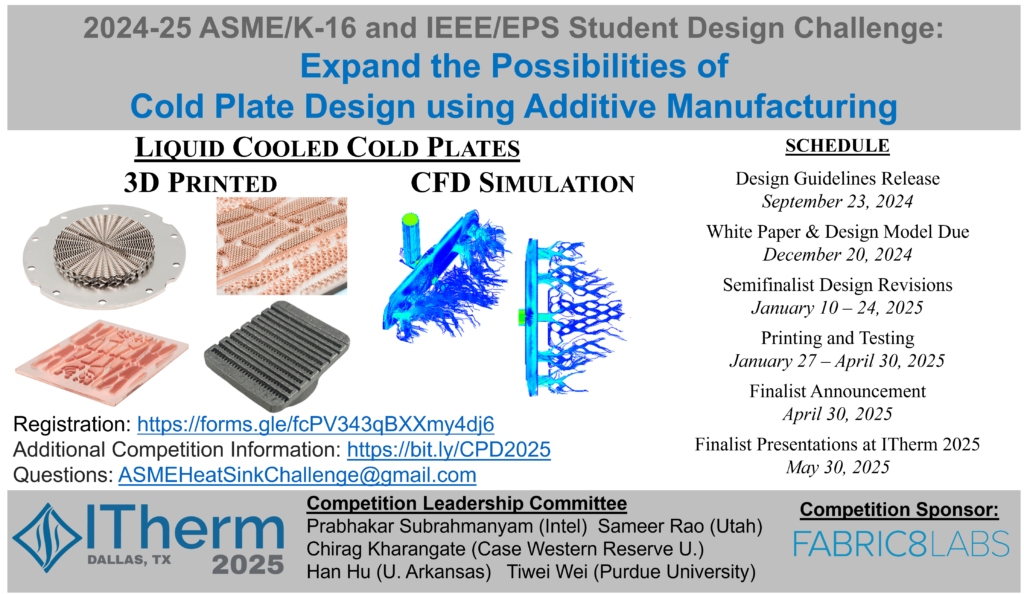 2024-25 ASME/K-16 and IEEE/EPS Student Design Challenge:
Expand the Possibilities of
Cold Plate Design using Additive Manufacturing
LIQUID COOLED COLD PLATES
3D PRINTED
CFD SIMULATION
Registration: https://forms.gle/fcPV343qBXXmy4dj6
Additional Competition Information: https://bit.ly/CPD2025
Questions: ASMEHeatSinkChallenge@gmail.com
SCHEDULE
Design Guidelines Release
September 23, 2024
White Paper & Design Model Due
December 20, 2024
Semifinalist Design Revisions
January 10 – 24, 2025
Printing and Testing
January 27 – April 30, 2025
Finalist Announcement
April 30, 2025
Finalist Presentations at ITherm 2025
May 30, 2025
ITherm
DALLAS, TX
2025
Competition Leadership Committee
Prabhakar Subrahmanyam (Intel) Sameer Rao (Utah)
Chirag Kharangate (Case Western Reserve U.)
Han Hu (U. Arkansas) Tiwei Wei (Purdue University)
Competition Sponsor:
FABRIC8LABS